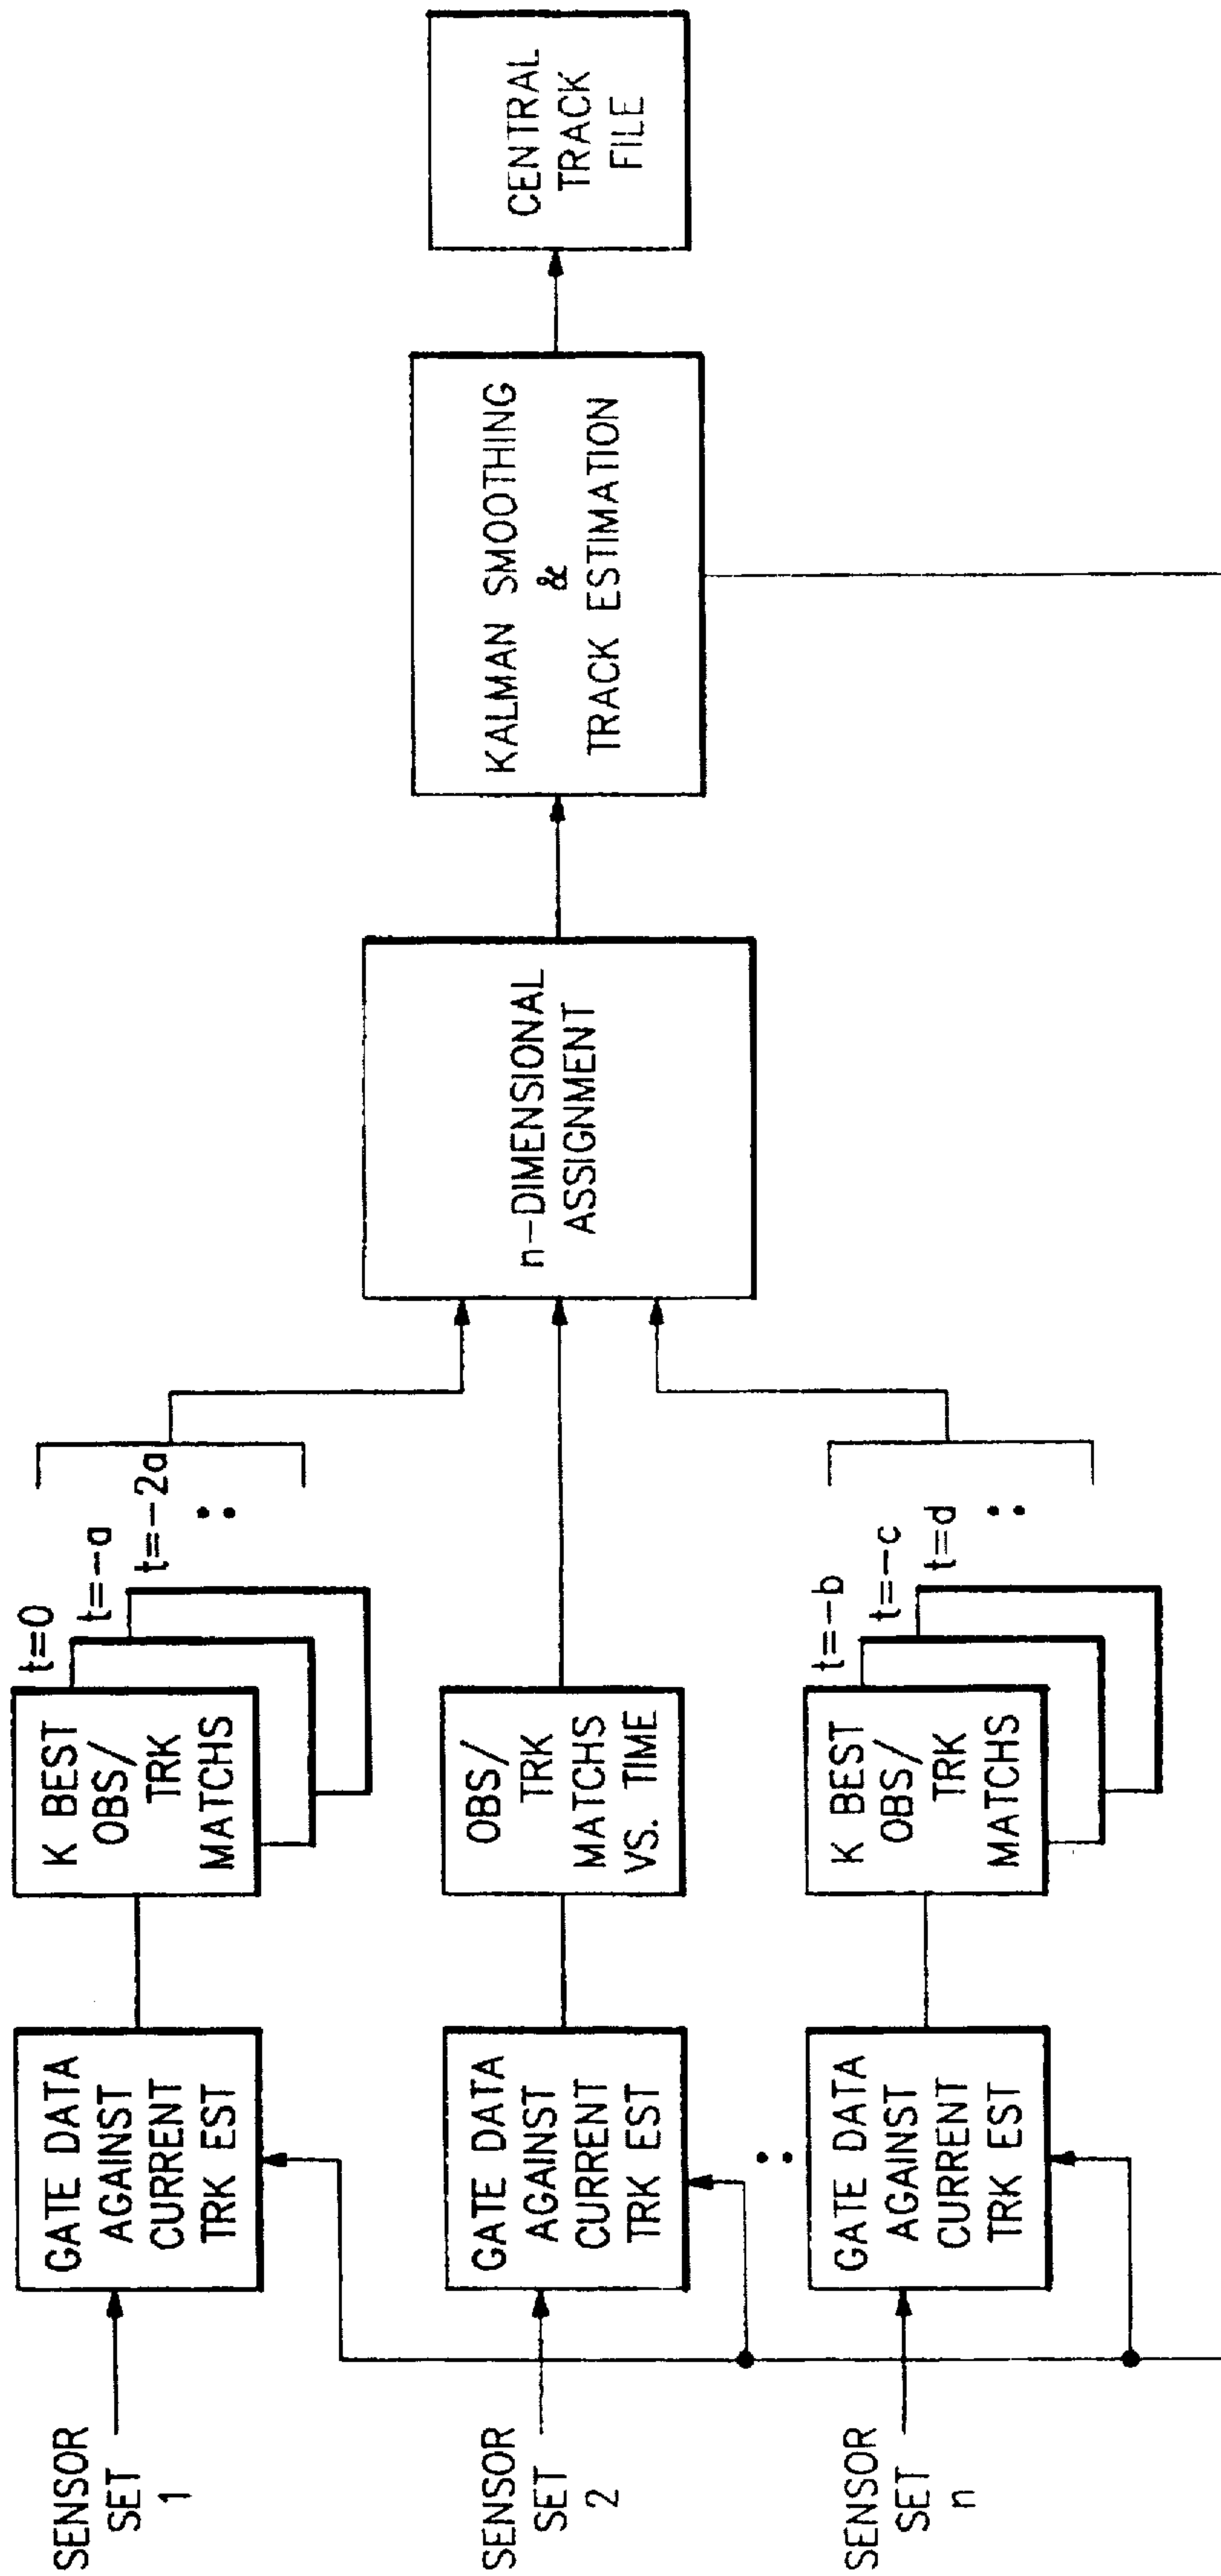 SENSOR
SET
1
GATE DATA
AGAINST
CURRENT
TRK EST
K BEST
OBS/
TRK
MATCHS
t=0
t=-a
t=-2a
SENSOR
SET
2
GATE DATA
AGAINST
CURRENT
TRK EST
OBS/
TRK
MATCHS
VS. TIME
SENSOR
SET
n
GATE DATA
AGAINST
CURRENT
TRK EST
K BEST
OBS/
TRK
MATCHS
t=-b
t=-c
t=d
n-DIMENSIONAL
ASSIGNMENT
KALMAN SMOOTHING
&
TRACK ESTIMATION
CENTRAL
TRACK
FILE